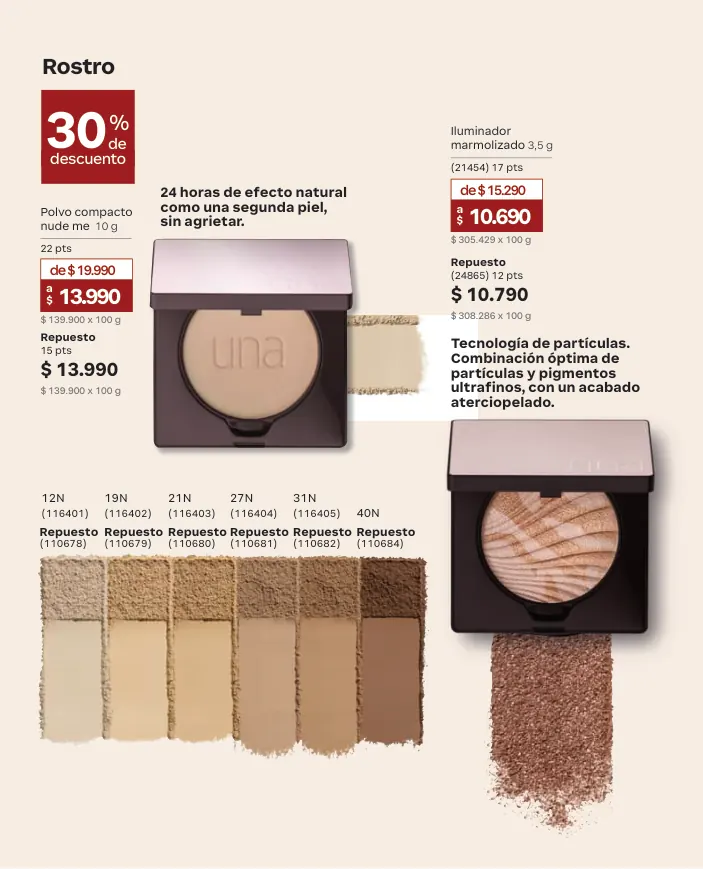 Rostro
30%
de
descuento
24 horas de efecto natural
como una segunda piel,
sin agrietar.
Polvo compacto
nude me 10 g
22 pts
de $ 19.990
a
$ 13.990
$ 139.900 x 100 g
Repuesto
15 pts
$ 13.990
$ 139.900 x 100 g
una
Iluminador
marmolizado 3,5 g
(21454) 17 pts
de $ 15.290
a
$ 10.690
$ 305.429 x 100 g
Repuesto
(24865) 12 pts
$ 10.790
$ 308.286 x 100 g
Tecnología de partículas.
Combinación óptima de
partículas y pigmentos
ultrafinos, con un acabado
aterciopelado.
una
12N 19N 21N 27N 31N
(116401) (116402) (116403) (116404) (116405) 40N
Repuesto Repuesto Repuesto Repuesto Repuesto Repuesto
(110678) (110679) (110680) (110681) (110682) (110684)